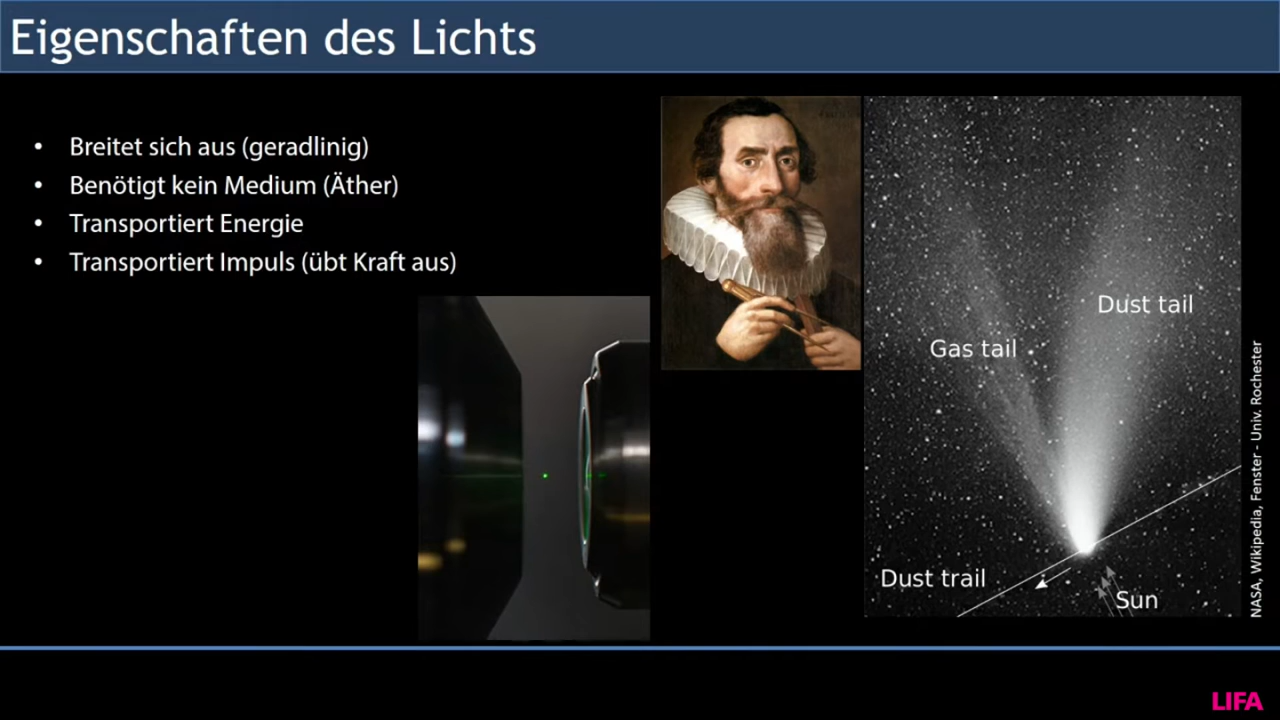 Eigenschaften des Lichts
• Breitet sich aus (geradlinig)
• Benötigt kein Medium (Äther)
• Transportiert Energie
• Transportiert Impuls (übt Kraft aus)
Dust tail
Gas tail
Dust trail
Sun
NASA, Wikipedia, Fenster - Univ. Rochester
LIFA